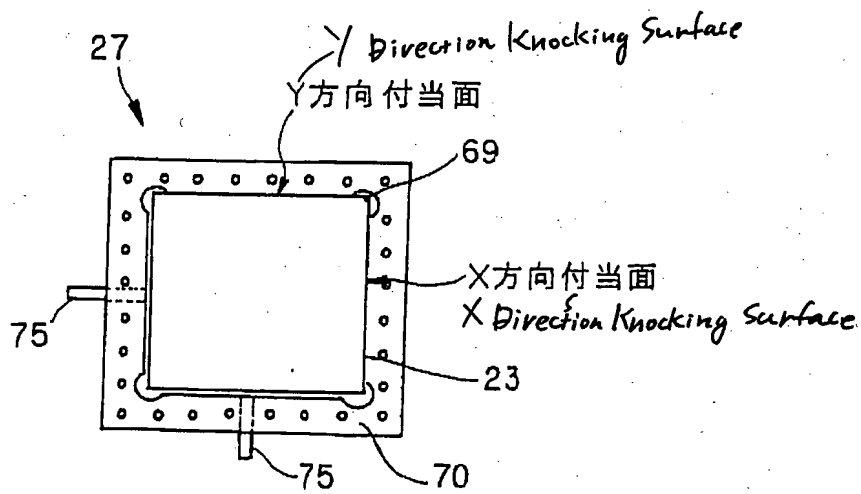 Y Direction Knocking Surface
27
Y方向付当面
69
X方向付当面
X Direction Knocking Surface
75
23
75
70